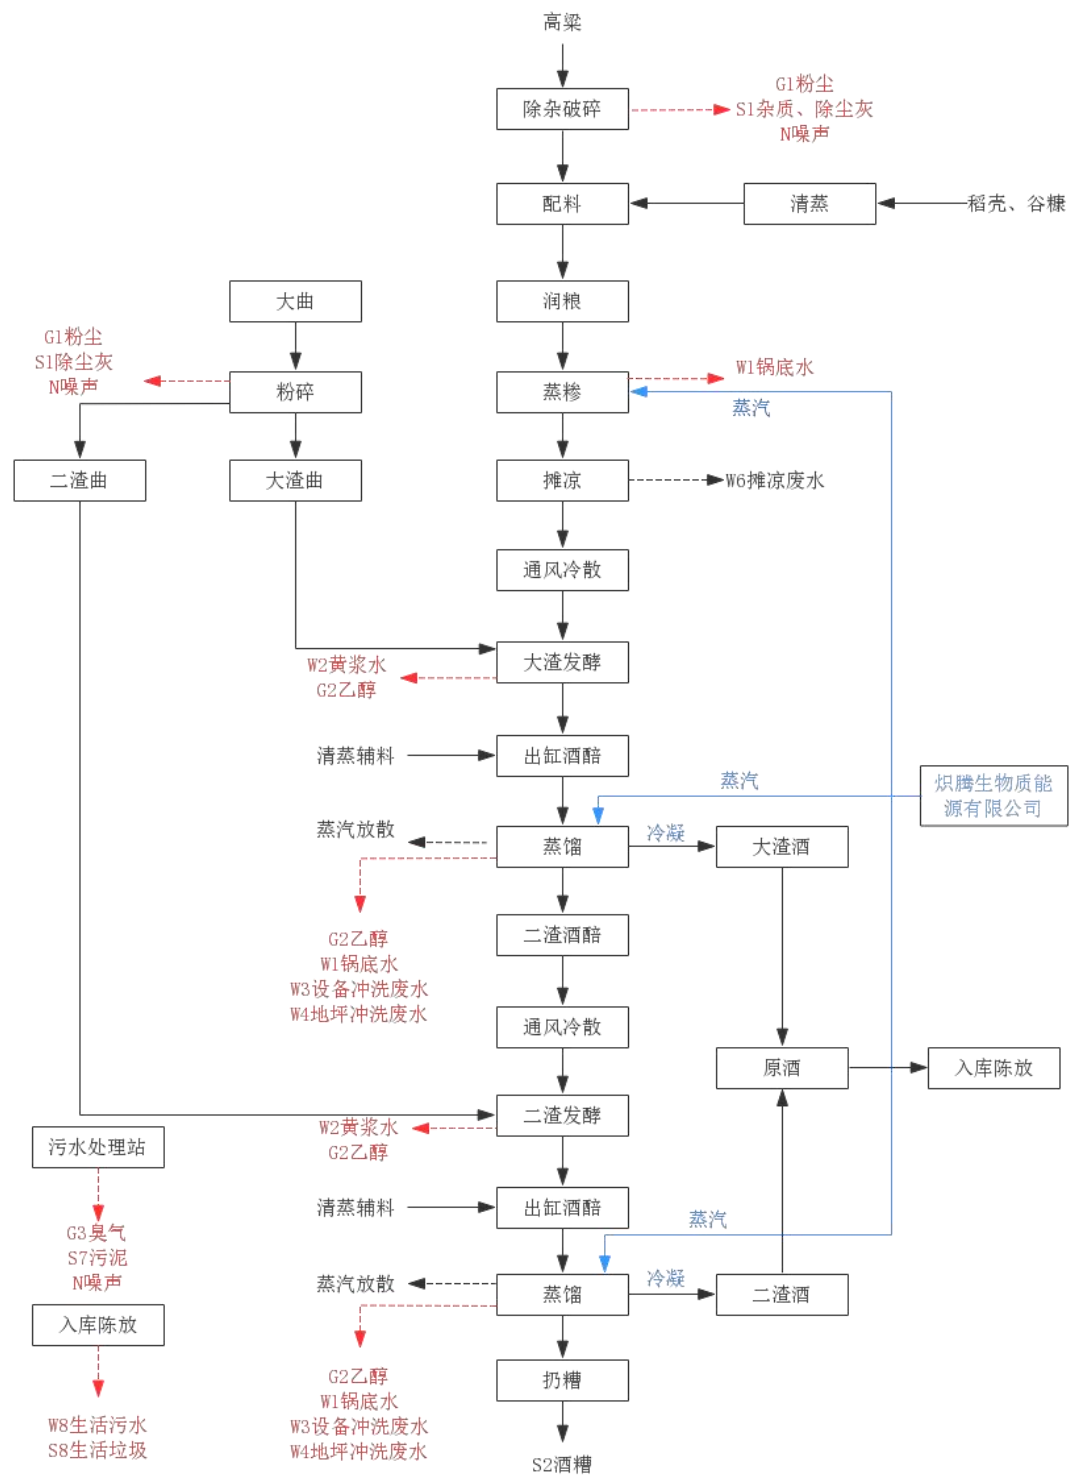 高粱
除杂破碎
G1粉尘
S1杂质、除尘灰
N噪声
配料
清蒸
稻壳、谷糠
大曲
润粮
G1粉尘
S1除尘灰
N噪声
粉碎
蒸糁
W1锅底水
蒸汽
二渣曲
大渣曲
摊凉
W6摊凉废水
通风冷散
大渣发酵
W2黄浆水
G2乙醇
清蒸辅料
出缸酒醅
蒸汽
炽腾生物质能
源有限公司
蒸汽放散
蒸馏
冷凝
大渣酒
二渣酒醅
G2乙醇
W1锅底水
W3设备冲洗废水
W4地坪冲洗废水
通风冷散
原酒
入库陈放
二渣发酵
W2黄浆水
G2乙醇
污水处理站
清蒸辅料
出缸酒醅
蒸汽
G3臭气
S7污泥
N噪声
蒸汽放散
蒸馏
冷凝
二渣酒
入库陈放
扔糟
G2乙醇
W1锅底水
W3设备冲洗废水
W4地坪冲洗废水
W8生活污水
S8生活垃圾
S2酒糟